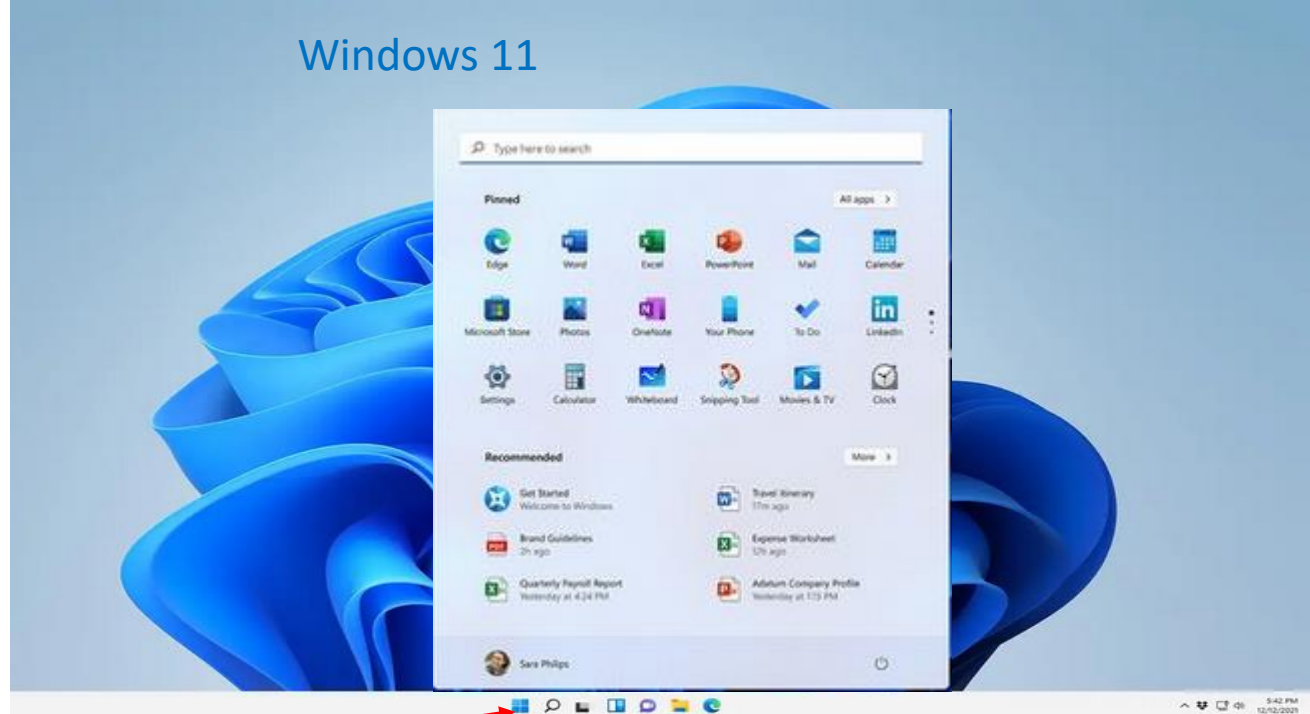 Windows 11
Type here to search
Pinned
All apps >
Edge Word Excel PowerPoint Mail Calendar
Microsoft Store Photos OneNote Your Phone To Do LinkedIn
Settings Calculator Whiteboard Snipping Tool Movies & TV Clock
Recommended
More >
Get Started
Welcome to Windows
Travel Itinerary
17m ago
Brand Guidelines
2h ago
Expense Worksheet
12h ago
Quarterly Payroll Report
Yesterday at 4:24 PM
Adatum Company Profile
Yesterday at 1:15 PM
Sara Philips
5:42 PM
12/12/2021